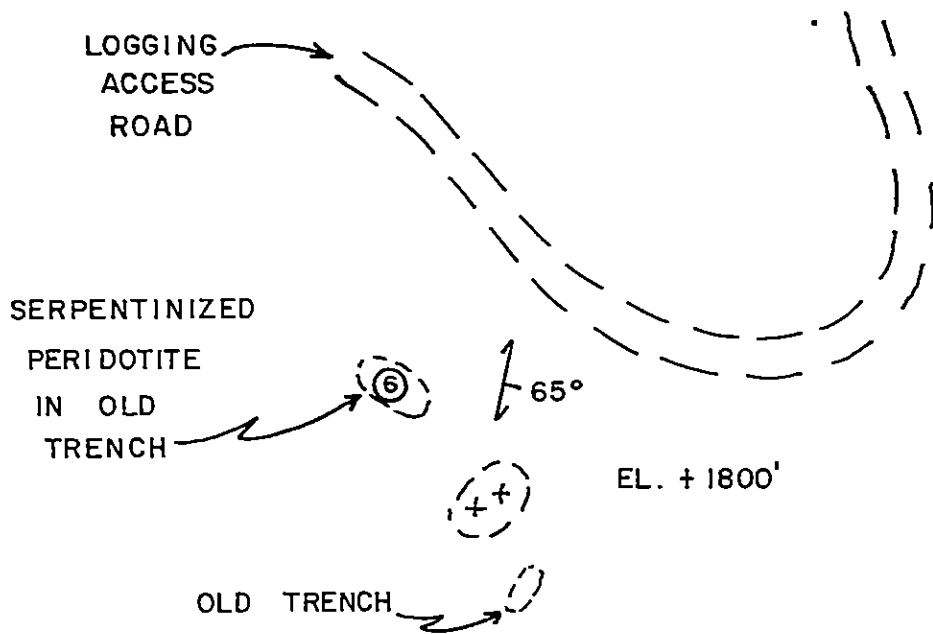 LOGGING
ACCESS
ROAD
SERPENTINIZED
PERIDOTITE
IN OLD
TRENCH
6
65°
EL. ± 1800'
OLD TRENCH